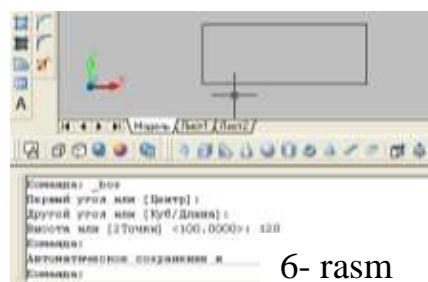 A
Модель Лист1 Лист2
Команда: _box
Первый угол или [Центр]:
Другой угол или [Куб/Длина]:
Высота или [2Точки] <100.0000>: 120
Команда:
Автоматическое сохранение в
Команда:
6- rasm